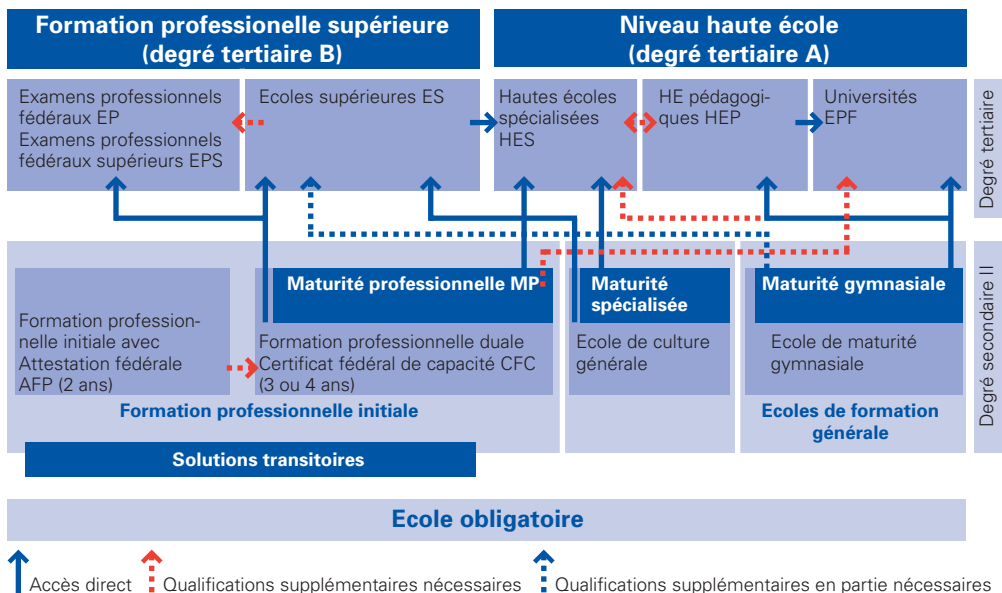 Formation professionelle supérieure
(degré tertiaire B)
Niveau haute école
(degré tertiaire A)
Examens professionnels
fédéraux EP
Examens professionnels
fédéraux supérieurs EPS
Ecoles supérieures ES
Hautes écoles
spécialisées
HES
HE pédagogi-
ques HEP
Universités
EPF
Degré tertiaire
Formation profession-
nelle initiale avec
Attestation fédérale
AFP (2 ans)
Maturité professionnelle MP
Formation professionnelle duale
Certificat fédéral de capacité CFC
(3 ou 4 ans)
Formation professionnelle initiale
Maturité
spécialisée
Ecole de culture
générale
Maturité gymnasiale
Ecole de maturité
gymnasiale
Ecoles de formation
générale
Degré secondaire II
Solutions transitoires
Ecole obligatoire
Accès direct
Qualifications supplémentaires nécessaires
Qualifications supplémentaires en partie nécessaires